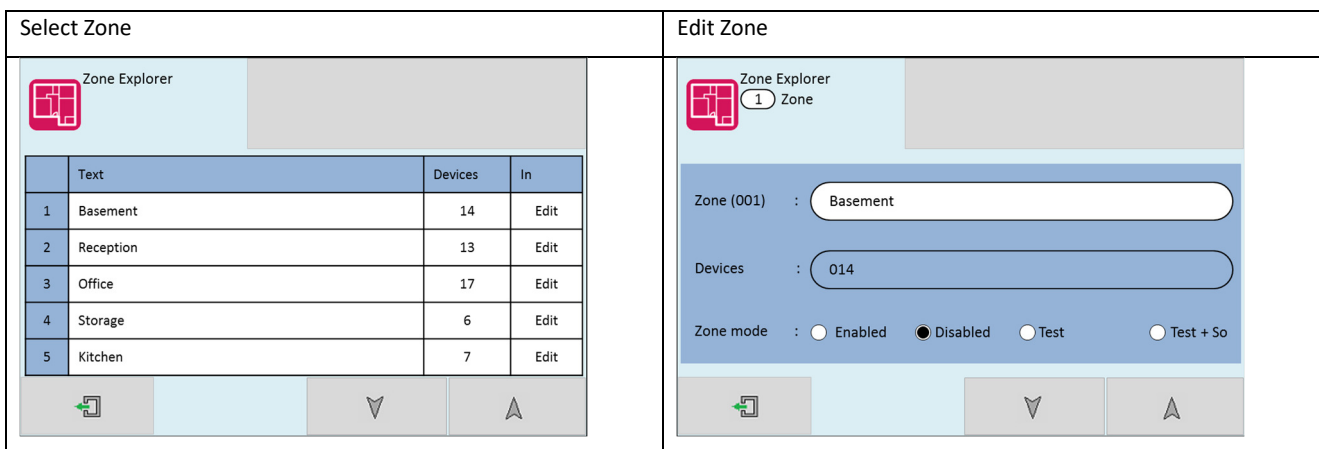 Select Zone
Edit Zone
Zone Explorer
Text Devices In
1 Basement 14 Edit
2 Reception 13 Edit
3 Office 17 Edit
4 Storage 6 Edit
5 Kitchen 7 Edit
Zone Explorer
1 Zone
Zone (001) : Basement
Devices : 014
Zone mode : Enabled Disabled Test Test + So